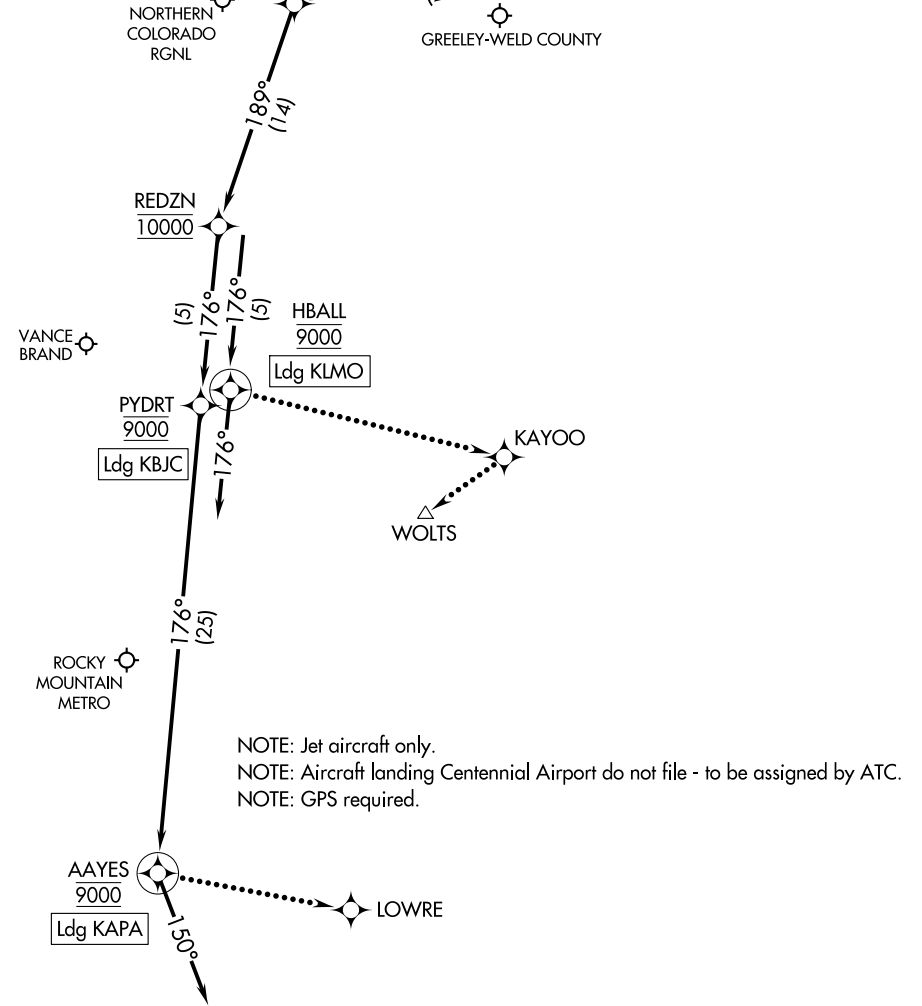 NORTHERN
COLORADO
RGNL
GREELEY-WELD COUNTY
189°
(14)
REDZN
10000
(5)
176°
176°
(5)
HBALL
9000
Ldg KLMO
VANCE
BRAND
PYDRT
9000
Ldg KBJC
176°
KAYOO
WOLTS
176°
(25)
ROCKY
MOUNTAIN
METRO
NOTE: Jet aircraft only.
NOTE: Aircraft landing Centennial Airport do not file - to be assigned by ATC.
NOTE: GPS required.
AAYES
9000
Ldg KAPA
LOWRE
150°